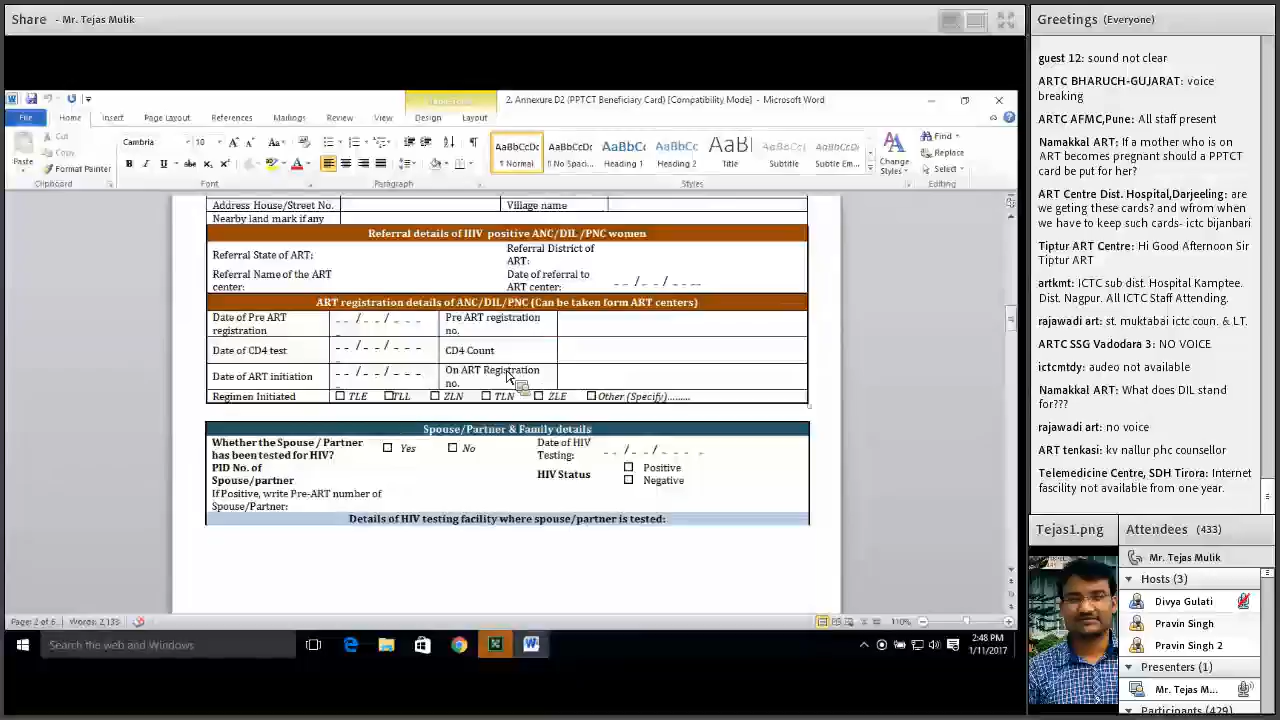 Share - Mr. Tejas Mulik
2. Annexure D2 (PPTCT Beneficiary Card) [Compatibility Mode] - Microsoft Word
File Home Insert Page Layout References Mailings Review View Design Layout
Cut
Copy
Format Painter
Paste
Clipboard
Cambria 10
Font
Paragraph
AaBbCcDc AaBbCcDc AaBbCc AaBbCc AaBl AaBbCcl AaBbCcDc
¶ Normal ¶ No Spaci... Heading 1 Heading 2 Title Subtitle Subtle Em...
Styles
Change Styles
Find
Replace
Select
Editing
Address House/Street No. Village name
Nearby land mark if any
Referral details of HIV positive ANC/DIL /PNC women
Referral State of ART: Referral District of ART:
Referral Name of the ART center: Date of referral to ART center: _ _ / _ _ / _ _ _ _
ART registration details of ANC/DIL/PNC (Can be taken form ART centers)
Date of Pre ART registration _ _ / _ _ / _ _ _ _ Pre ART registration no.
Date of CD4 test _ _ / _ _ / _ _ _ _ CD4 Count
Date of ART initiation _ _ / _ _ / _ _ _ _ On ART Registration no.
Regimen Initiated TLE TLL ZLN TLN ZLE Other (Specify).........
Spouse/Partner & Family details
Whether the Spouse / Partner has been tested for HIV? Yes No Date of HIV Testing: _ _ / _ _ / _ _ _ _
PID No. of Spouse/partner HIV Status Positive
Negative
If Positive, write Pre-ART number of Spouse/Partner:
Details of HIV testing facility where spouse/partner is tested:
Page: 2 of 6 Words: 2,133 110%
Search the web and Windows
2:48 PM
1/11/2017
Greetings (Everyone)
guest 12: sound not clear
ARTC BHARUCH-GUJARAT: voice
breaking
ARTC AFMC,Pune: All staff present
Namakkal ART: If a mother who is on
ART becomes pregnant should a PPTCT
card be put for her?
ART Centre Dist. Hospital,Darjeeling: are
we geting these cards? and wfrom when
we have to keep such cards- ictc bijanbari
Tiptur ART Centre: Hi Good Afternoon Sir
Tiptur ART
artkmt: ICTC sub dist. Hospital Kamptee.
Dist. Nagpur. All ICTC Staff Attending.
rajawadi art: st. muktabai ictc coun. & L.T.
ARTC SSG Vadodara 3: NO VOICE
ictcmtdy: audeo not available
Namakkal ART: What does DIL stand
for???
rajawadi art: no voice
ART tenkasi: kv nallur phc counsellor
Telemedicine Centre, SDH Tirora: Internet
fascility not available from one year.
Tejas1.png
Attendees (433)
Mr. Tejas Mulik
Hosts (3)
Divya Gulati
Pravin Singh
Pravin Singh 2
Presenters (1)
Mr. Tejas M...
Participants (429)